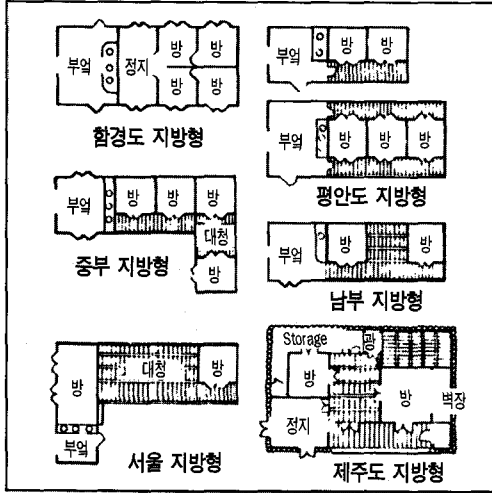 부엌 정지 방 방
방 방
함경도 지방형
부엌 방 방
부엌 방 방 방
평안도 지방형
부엌 방 방 방
대청
방
중부 지방형
부엌 방 방
남부 지방형
방 대청 방
부엌
서울 지방형
Storage 광
방 방 벽장
정지
제주도 지방형